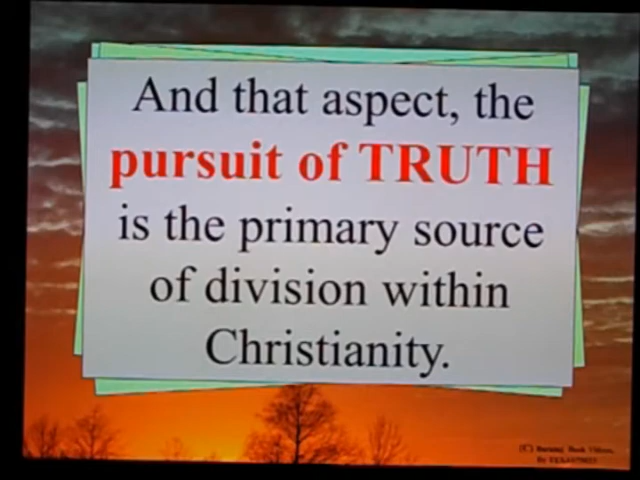 And that aspect, the
pursuit of TRUTH
is the primary source
of division within
Christianity.